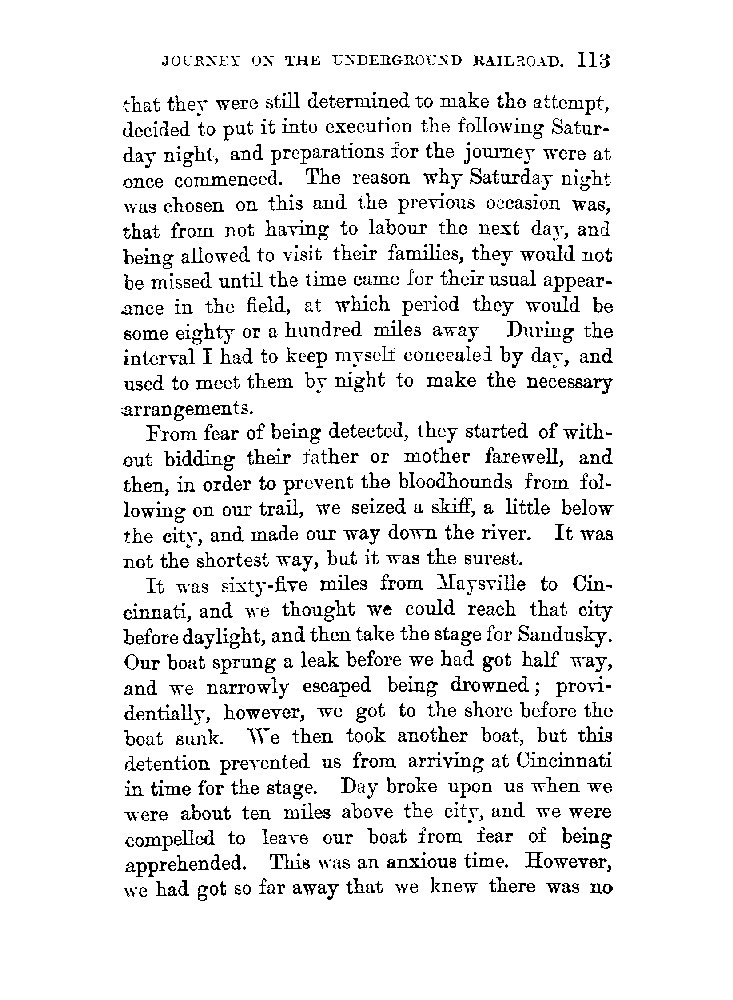 JOURNEY ON THE UNDERGROUND RAILROAD. 113
that they were still determined to make the attempt,
decided to put it into execution the following Satur-
day night, and preparations for the journey were at
once commenced. The reason why Saturday night
was chosen on this and the previous occasion was,
that from not having to labour the next day, and
being allowed to visit their families, they would not
be missed until the time came for their usual appear-
ance in the field, at which period they would be
some eighty or a hundred miles away During the
interval I had to keep myself concealed by day, and
used to meet them by night to make the necessary
arrangements.
From fear of being detected, they started of with-
out bidding their father or mother farewell, and
then, in order to prevent the bloodhounds from fol-
lowing on our trail, we seized a skiff, a little below
the city, and made our way down the river. It was
not the shortest way, but it was the surest.
It was sixty-five miles from Maysville to Cin-
cinnati, and we thought we could reach that city
before daylight, and then take the stage for Sandusky.
Our boat sprung a leak before we had got half way,
and we narrowly escaped being drowned; provi-
dentially, however, we got to the shore before the
boat sunk. We then took another boat, but this
detention prevented us from arriving at Cincinnati
in time for the stage. Day broke upon us when we
were about ten miles above the city, and we were
compelled to leave our boat from fear of being
apprehended. This was an anxious time. However,
we had got so far away that we knew there was no